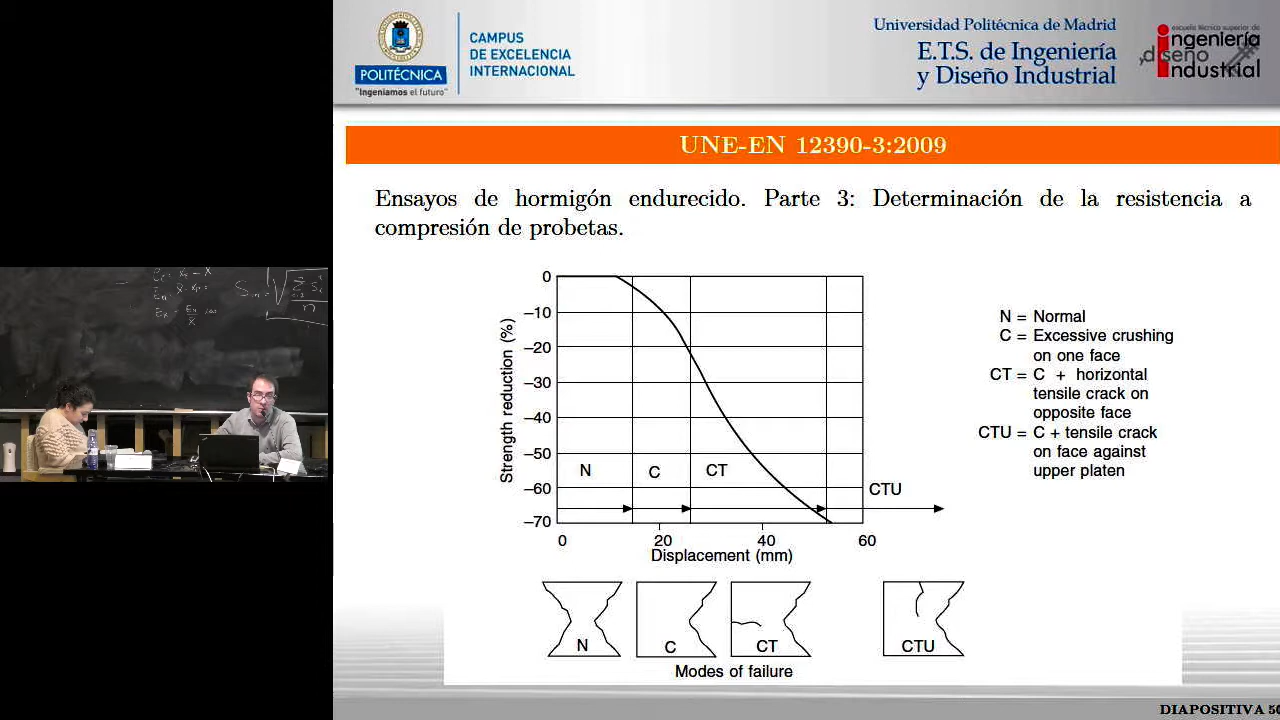 POLITÉCNICA
"Ingeniamos el futuro"
CAMPUS
DE EXCELENCIA
INTERNACIONAL
Universidad Politécnica de Madrid
E.T.S. de Ingeniería
y Diseño Industrial
escuela técnica superior de
ingeniería
y diseño
industrial
UNE-EN 12390-3:2009
Ensayos de hormigón endurecido. Parte 3: Determinación de la resistencia a
compresión de probetas.
Strength reduction (%)
0
−10
−20
−30
−40
−50
−60
−70
N
C
CT
CTU
0
20
40
60
Displacement (mm)
N = Normal
C = Excessive crushing
on one face
CT = C + horizontal
tensile crack on
opposite face
CTU = C + tensile crack
on face against
upper platen
N
C
CT
CTU
Modes of failure
DIAPOSITIVA